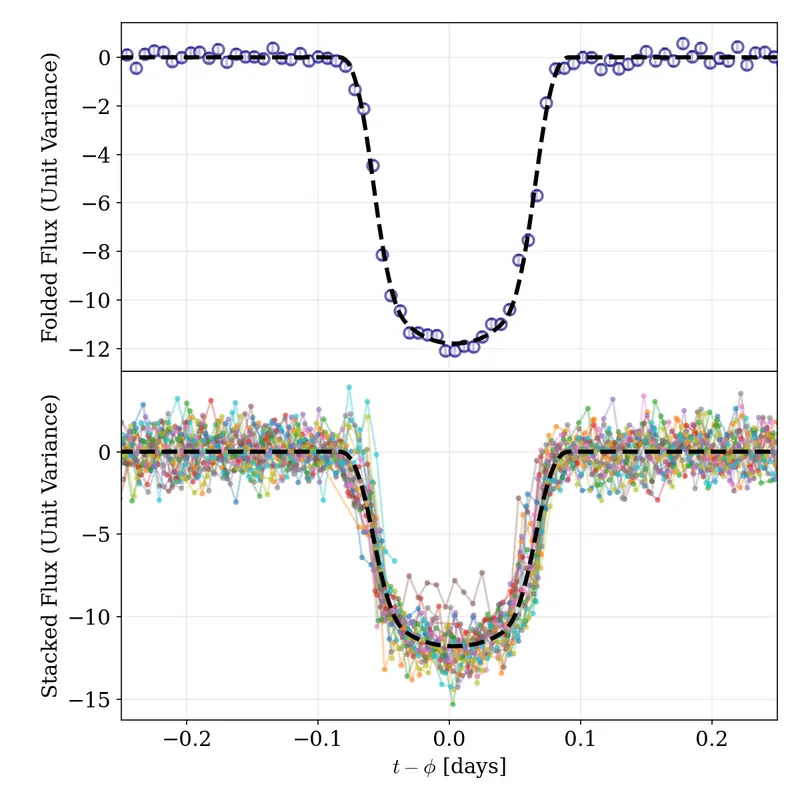 Folded Flux (Unit Variance)
0
−2
−4
−6
−8
−10
−12
Stacked Flux (Unit Variance)
0
−5
−10
−15
−0.2 −0.1 0.0 0.1 0.2
t − ϕ [days]